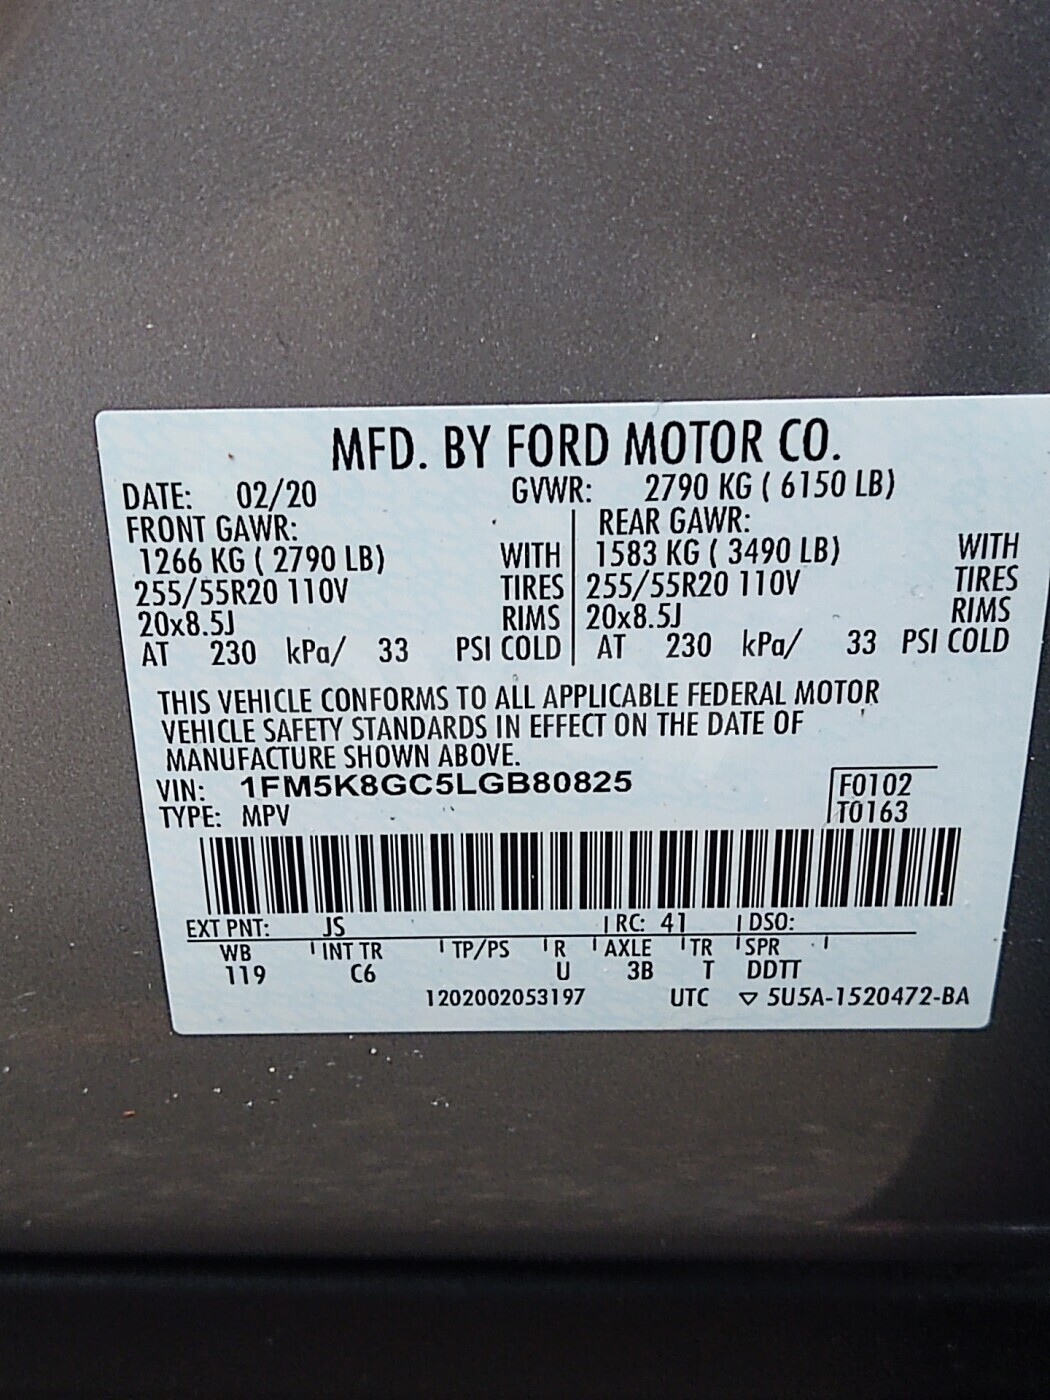 MFD. BY FORD MOTOR CO.
DATE: 02/20 GVWR: 2790 KG ( 6150 LB)
FRONT GAWR: REAR GAWR:
1266 KG ( 2790 LB) WITH 1583 KG ( 3490 LB) WITH
255/55R20 110V TIRES 255/55R20 110V TIRES
20x8.5J RIMS 20x8.5J RIMS
AT 230 kPa/ 33 PSI COLD AT 230 kPa/ 33 PSI COLD
THIS VEHICLE CONFORMS TO ALL APPLICABLE FEDERAL MOTOR
VEHICLE SAFETY STANDARDS IN EFFECT ON THE DATE OF
MANUFACTURE SHOWN ABOVE.
VIN: 1FM5K8GC5LGB80825 F0102
TYPE: MPV T0163
EXT PNT: JS RC: 41 DSO:
WB INT TR TP/PS R AXLE TR SPR
119 C6 U 3B T DDTT
1202002053197 UTC ▽ 5U5A-1520472-BA